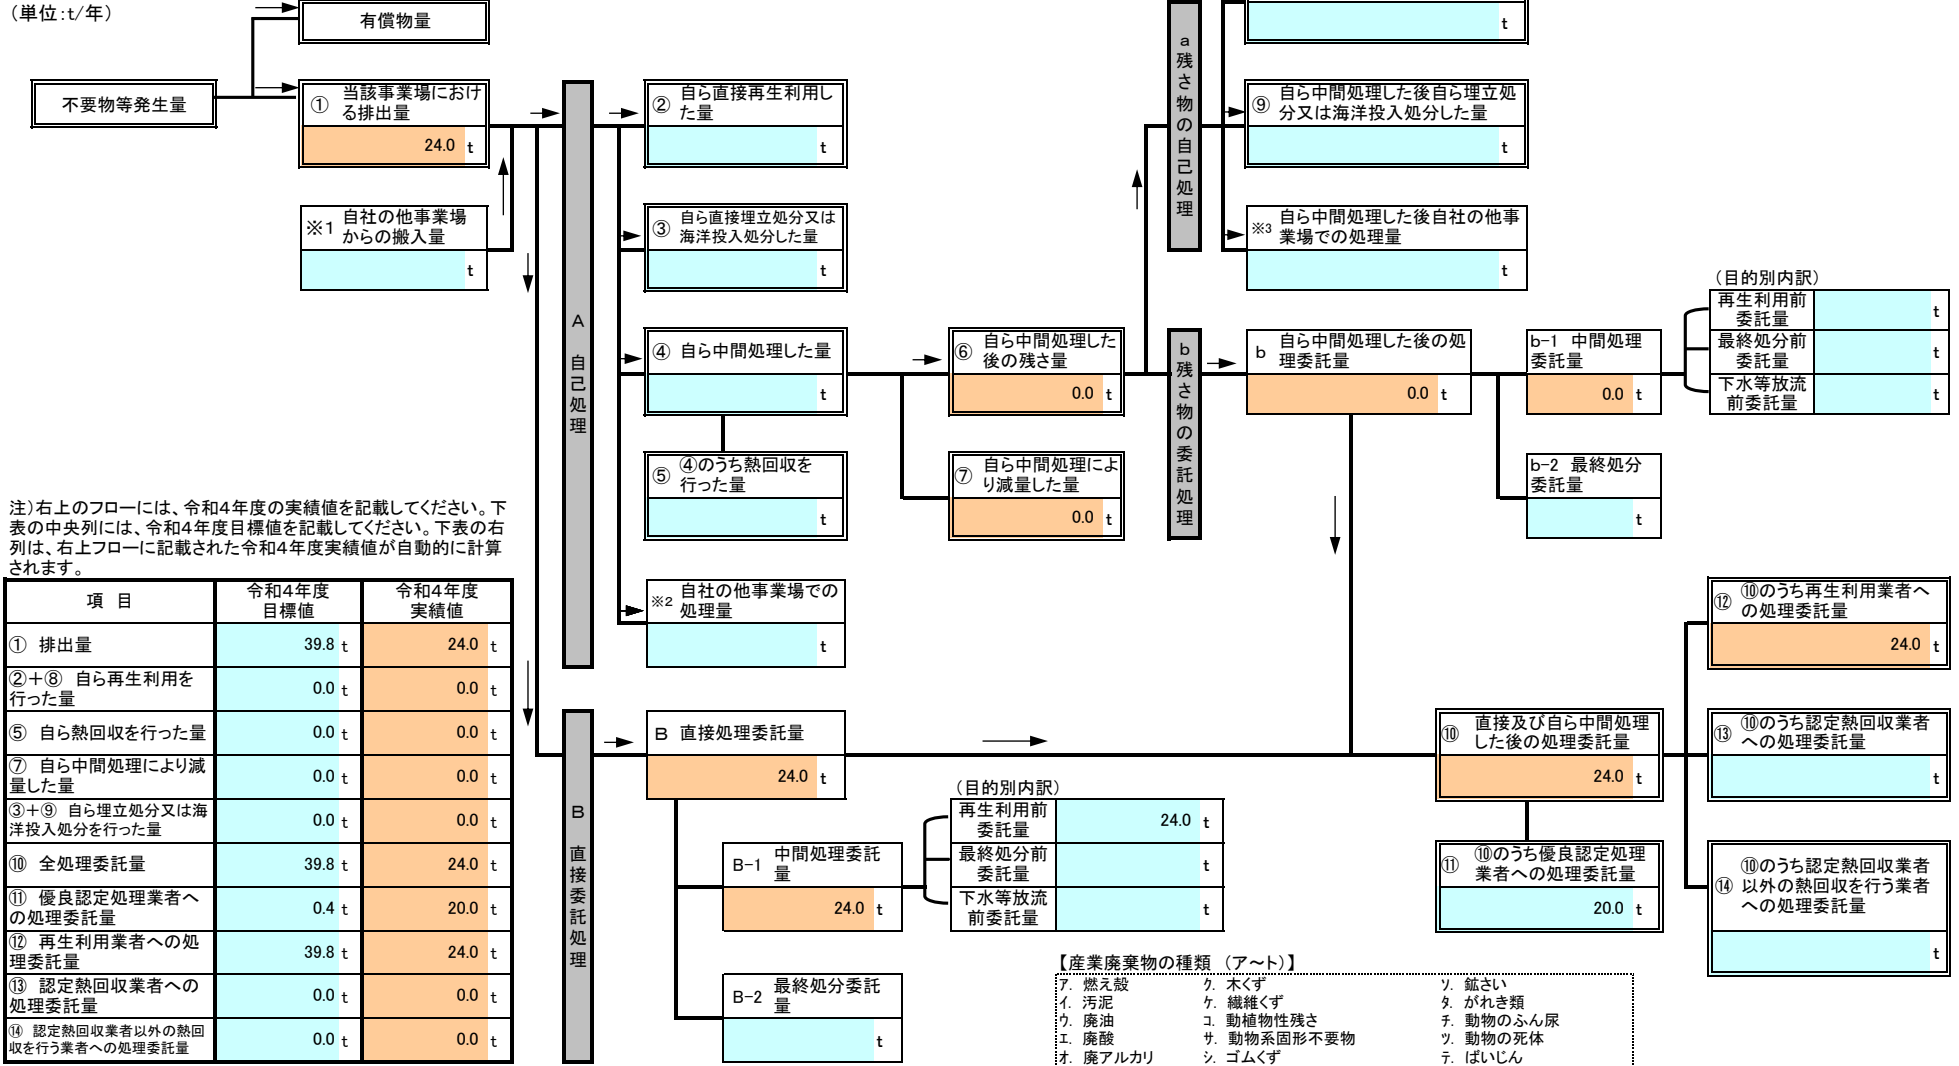 （単位:t/年）
有償物量
不要物等発生量
① 当該事業場における排出量
24.0 t
※1 自社の他事業場からの搬入量
t
A 自己処理
② 自ら直接再生利用した量
t
③ 自ら直接埋立処分又は海洋投入処分した量
t
④ 自ら中間処理した量
t
⑤ ④のうち熱回収を行った量
t
※2 自社の他事業場での処理量
t
⑥ 自ら中間処理した後の残さ量
0.0 t
⑦ 自ら中間処理により減量した量
0.0 t
a 残さ物の自己処理
t
⑨ 自ら中間処理した後自ら埋立処分又は海洋投入処分した量
t
※3 自ら中間処理した後自社の他事業場での処理量
t
b 残さ物の委託処理
b 自ら中間処理した後の処理委託量
0.0 t
b-1 中間処理委託量
0.0 t
b-2 最終処分委託量
t
（目的別内訳）
再生利用前委託量 t
最終処分前委託量 t
下水等放流前委託量 t
注）右上のフローには、令和4年度の実績値を記載してください。下
表の中央列には、令和4年度目標値を記載してください。下表の右
列は、右上フローに記載された令和4年度実績値が自動的に計算
されます。
項 目 令和4年度目標値 令和4年度実績値
① 排出量 39.8 t 24.0 t
②＋⑧ 自ら再生利用を行った量 0.0 t 0.0 t
⑤ 自ら熱回収を行った量 0.0 t 0.0 t
⑦ 自ら中間処理により減量した量 0.0 t 0.0 t
③＋⑨ 自ら埋立処分又は海洋投入処分を行った量 0.0 t 0.0 t
⑩ 全処理委託量 39.8 t 24.0 t
⑪ 優良認定処理業者への処理委託量 0.4 t 20.0 t
⑫ 再生利用業者への処理委託量 39.8 t 24.0 t
⑬ 認定熱回収業者への処理委託量 0.0 t 0.0 t
⑭ 認定熱回収業者以外の熱回収を行う業者への処理委託量 0.0 t 0.0 t
B 直接委託処理
B 直接処理委託量
24.0 t
B-1 中間処理委託量
24.0 t
B-2 最終処分委託量
t
（目的別内訳）
再生利用前委託量 24.0 t
最終処分前委託量 t
下水等放流前委託量 t
⑩ 直接及び自ら中間処理した後の処理委託量
24.0 t
⑪ ⑩のうち優良認定処理業者への処理委託量
20.0 t
⑫ ⑩のうち再生利用業者への処理委託量
24.0 t
⑬ ⑩のうち認定熱回収業者への処理委託量
t
⑭ ⑩のうち認定熱回収業者以外の熱回収を行う業者への処理委託量
t
【産業廃棄物の種類 （ア～ト）】
ア. 燃え殻 ク. 木くず ソ. 鉱さい
イ. 汚泥 ケ. 繊維くず タ. がれき類
ウ. 廃油 コ. 動植物性残さ チ. 動物のふん尿
エ. 廃酸 サ. 動物系固形不要物 ツ. 動物の死体
オ. 廃アルカリ シ. ゴムくず テ. ばいじん